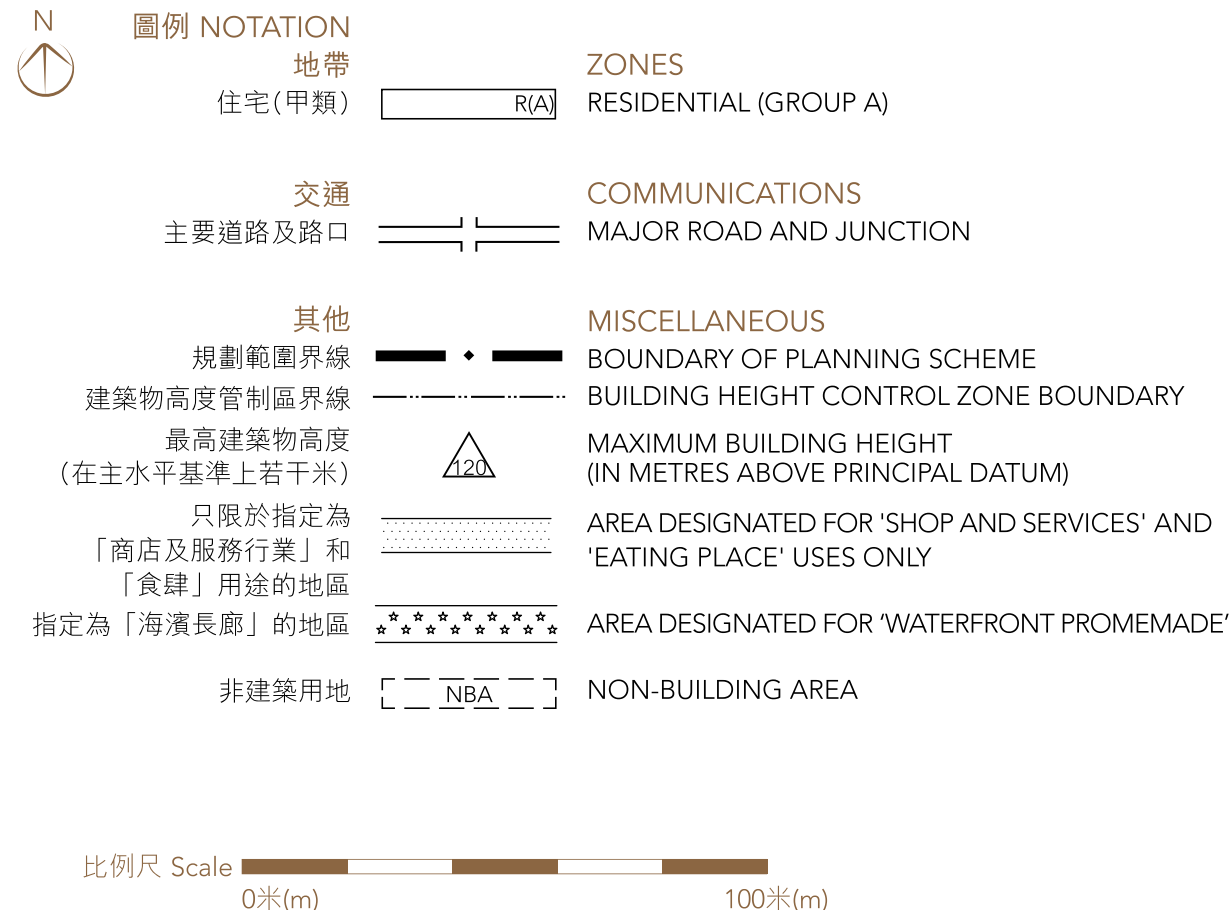 N
圖例 NOTATION
地帶 ZONES
住宅(甲類) R(A) RESIDENTIAL (GROUP A)
交通 COMMUNICATIONS
主要道路及路口 MAJOR ROAD AND JUNCTION
其他 MISCELLANEOUS
規劃範圍界線 BOUNDARY OF PLANNING SCHEME
建築物高度管制區界線 BUILDING HEIGHT CONTROL ZONE BOUNDARY
最高建築物高度 MAXIMUM BUILDING HEIGHT
(在主水平基準上若干米) 120 (IN METRES ABOVE PRINCIPAL DATUM)
只限於指定為 AREA DESIGNATED FOR 'SHOP AND SERVICES' AND
「商店及服務行業」和 'EATING PLACE' USES ONLY
「食肆」用途的地區
指定為「海濱長廊」的地區 AREA DESIGNATED FOR ‘WATERFRONT PROMEMADE’
非建築用地 NBA NON-BUILDING AREA
比例尺 Scale
0米(m) 100米(m)